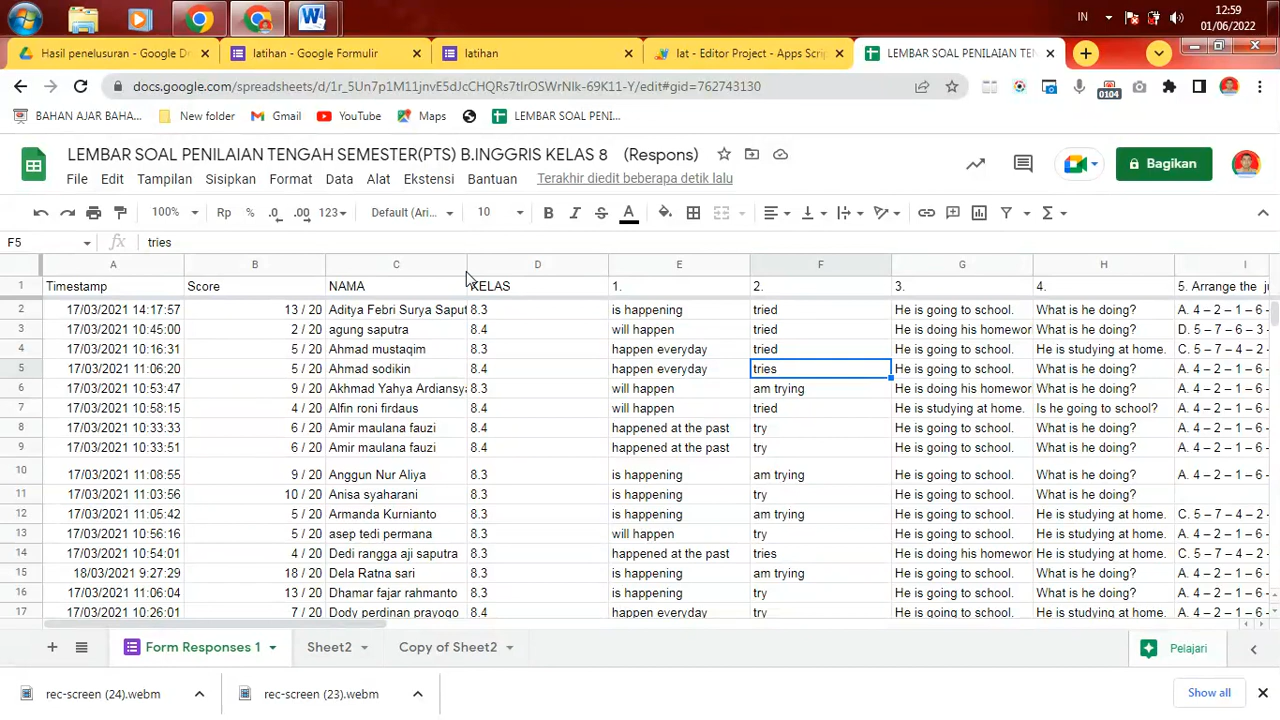 12:59
IN
01/06/2022
Hasil penelusuran - Google Dr
latihan - Google Formulir
latihan
lat - Editor Project - Apps Scrip
LEMBAR SOAL PENILAIAN TEN
docs.google.com/spreadsheets/d/1r_5Un7p1M11jnvE5dJcCHQRs7tIrOSWrNIk-69K11-Y/edit#gid=762743130
0104
BAHAN AJAR BAHA...
New folder
Gmail
YouTube
Maps
LEMBAR SOAL PENI...
LEMBAR SOAL PENILAIAN TENGAH SEMESTER(PTS) B.INGGRIS KELAS 8 (Respons)
Bagikan
File Edit Tampilan Sisipkan Format Data Alat Ekstensi Bantuan Terakhir diedit beberapa detik lalu
100% Rp % .0 .00 123 Default (Ari... 10 B I S A
F5 fx tries
A B C D E F G H I
1 Timestamp Score NAMA KELAS 1. 2. 3. 4. 5. Arrange the j
2 17/03/2021 14:17:57 13 / 20 Aditya Febri Surya Saput 8.3 is happening tried He is going to school. What is he doing? A. 4 – 2 – 1 – 6 -
3 17/03/2021 10:45:00 2 / 20 agung saputra 8.4 will happen tried He is doing his homewor What is he doing? D. 5 – 7 – 6 – 3 -
4 17/03/2021 10:16:31 5 / 20 Ahmad mustaqim 8.3 happen everyday tried He is going to school. He is studying at home. C. 5 – 7 – 4 – 2 -
5 17/03/2021 11:06:20 5 / 20 Ahmad sodikin 8.4 happen everyday tries He is going to school. What is he doing? A. 4 – 2 – 1 – 6 -
6 17/03/2021 10:53:47 9 / 20 Akhmad Yahya Ardiansya 8.3 will happen am trying He is doing his homewor What is he doing? A. 4 – 2 – 1 – 6 -
7 17/03/2021 10:58:15 4 / 20 Alfin roni firdaus 8.4 will happen tried He is studying at home. Is he going to school? A. 4 – 2 – 1 – 6 -
8 17/03/2021 10:33:33 6 / 20 Amir maulana fauzi 8.4 happened at the past try He is going to school. What is he doing? A. 4 – 2 – 1 – 6 -
9 17/03/2021 10:33:51 6 / 20 Amir maulana fauzi 8.4 happened at the past try He is going to school. What is he doing? A. 4 – 2 – 1 – 6 -
10 17/03/2021 11:08:55 9 / 20 Anggun Nur Aliya 8.3 is happening am trying He is going to school. What is he doing? A. 4 – 2 – 1 – 6 -
11 17/03/2021 11:03:56 10 / 20 Anisa syaharani 8.3 is happening try He is going to school. What is he doing?
12 17/03/2021 11:05:42 5 / 20 Armanda Kurnianto 8.3 is happening am trying He is going to school. He is studying at home. C. 5 – 7 – 4 – 2 -
13 17/03/2021 10:56:16 5 / 20 asep tedi permana 8.3 will happen try He is going to school. He is studying at home. A. 4 – 2 – 1 – 6 -
14 17/03/2021 10:54:01 4 / 20 Dedi rangga aji saputra 8.3 happened at the past tries He is doing his homewor He is studying at home. C. 5 – 7 – 4 – 2 -
15 18/03/2021 9:27:29 18 / 20 Dela Ratna sari 8.3 is happening am trying He is going to school. What is he doing? A. 4 – 2 – 1 – 6 -
16 17/03/2021 11:06:04 13 / 20 Dhamar fajar rahmanto 8.3 is happening try He is going to school. What is he doing? A. 4 – 2 – 1 – 6 -
17 17/03/2021 10:26:01 7 / 20 Dody perdinan prayogo 8.4 happen everyday try He is going to school. He is studying at home. A. 4 – 2 – 1 – 6 -
Form Responses 1 Sheet2 Copy of Sheet2 Pelajari
rec-screen (24).webm rec-screen (23).webm Show all